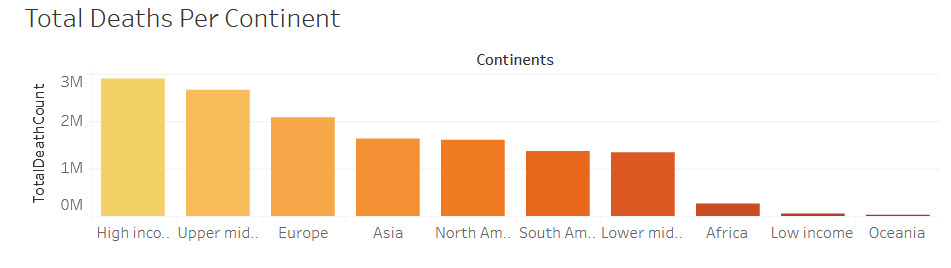 Total Deaths Per Continent
Continents
TotalDeathCount
3M
2M
1M
0M
High inco.. Upper mid.. Europe Asia North Am.. South Am.. Lower mid.. Africa Low income Oceania